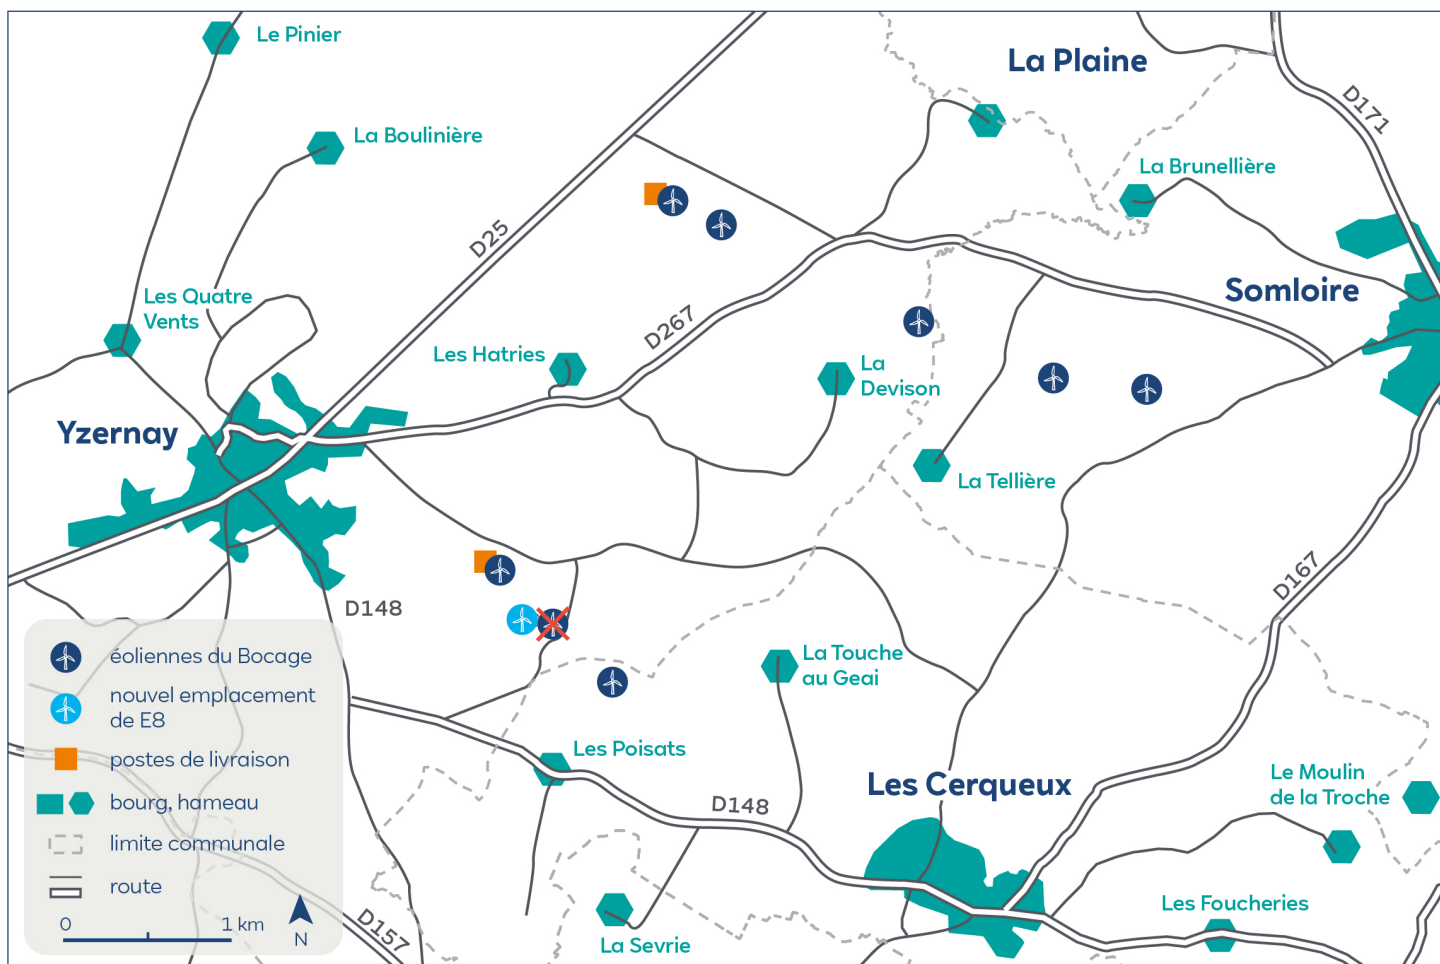 Le Pinier
La Plaine
D171
La Boulinière
La Brunellière
D25
Les Quatre
Vents
Somloire
D267
Les Hatries
La
Devison
Yzernay
La Tellière
D148
D167
éoliennes du Bocage
nouvel emplacement
de E8
postes de livraison
bourg, hameau
limite communale
route
0
1 km
N
La Touche
au Geai
Les Poisats
Les Cerqueux
D148
Le Moulin
de la Troche
Les Foucheries
La Sevrie
D157